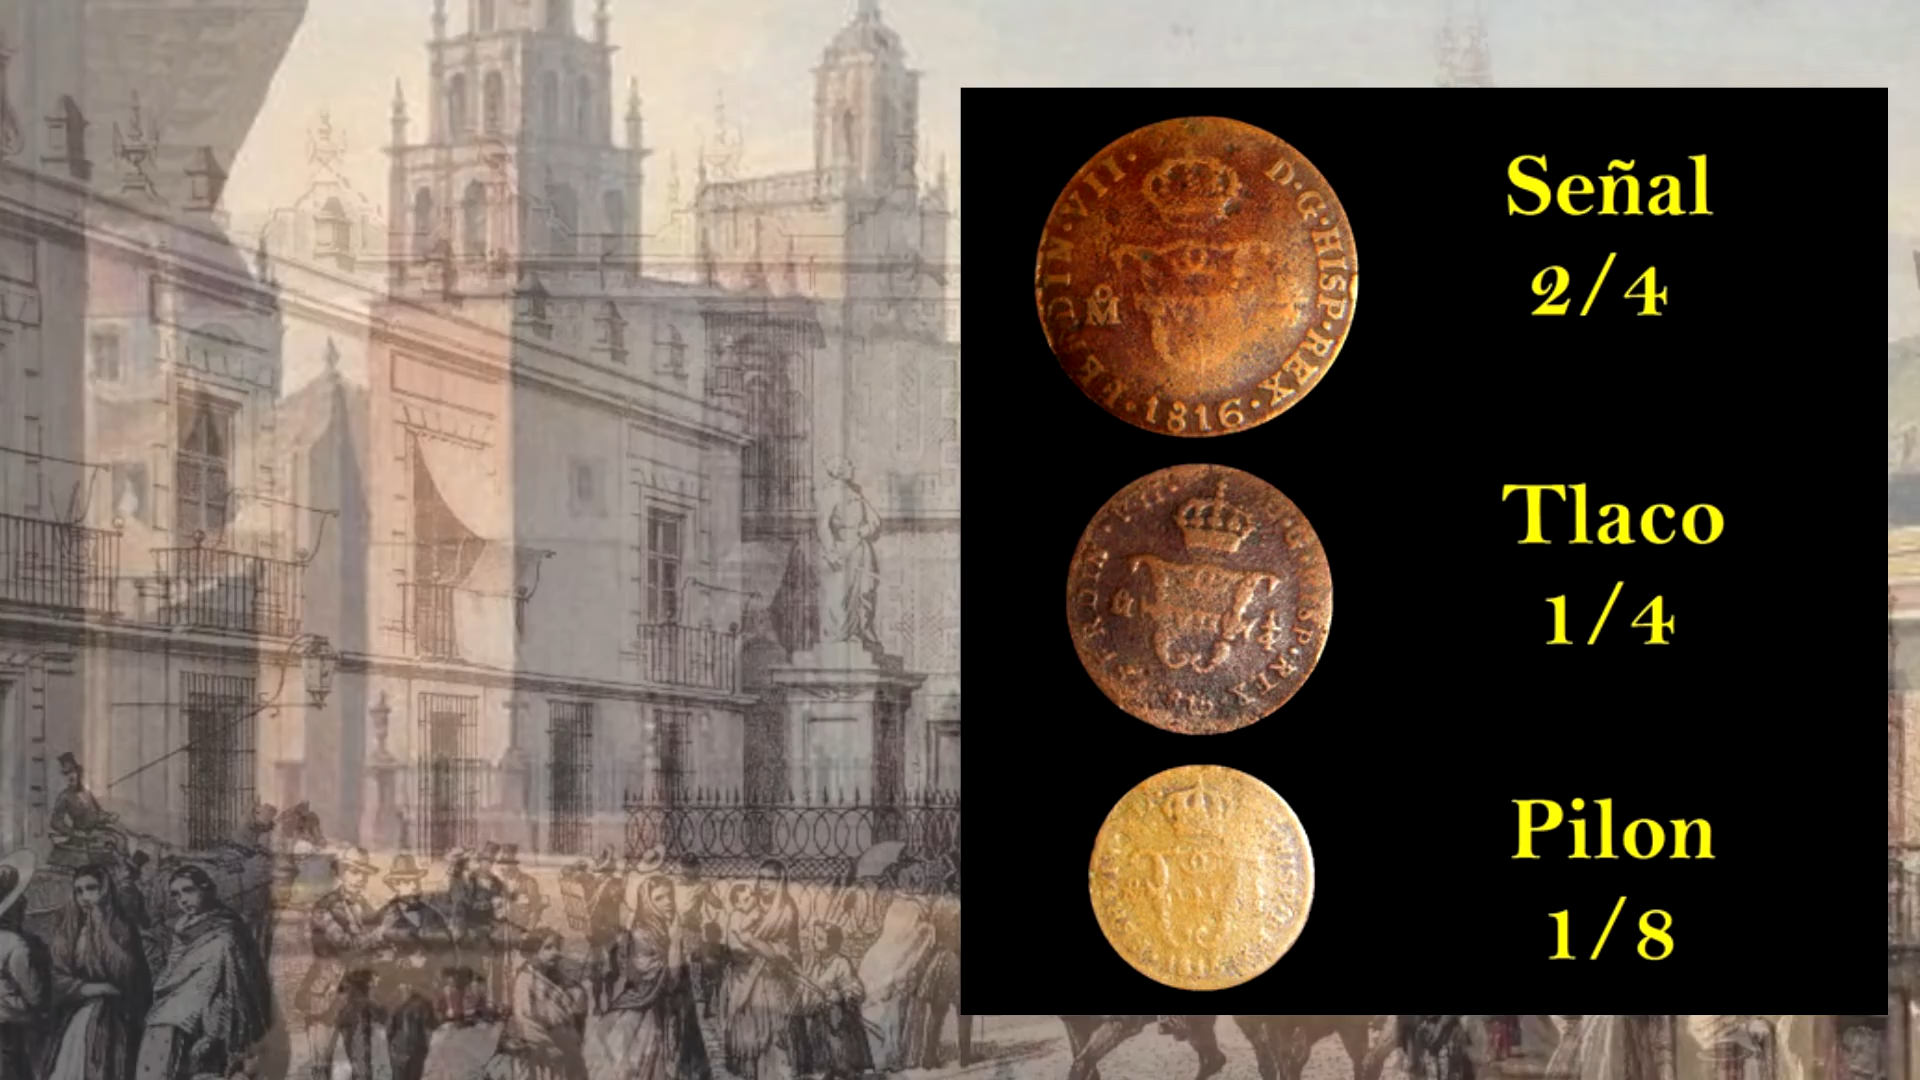 FERDIN·VII· D·G·HISP·REX· 1816·
M
Señal
2/4
Tlaco
1/4
Pilon
1/8